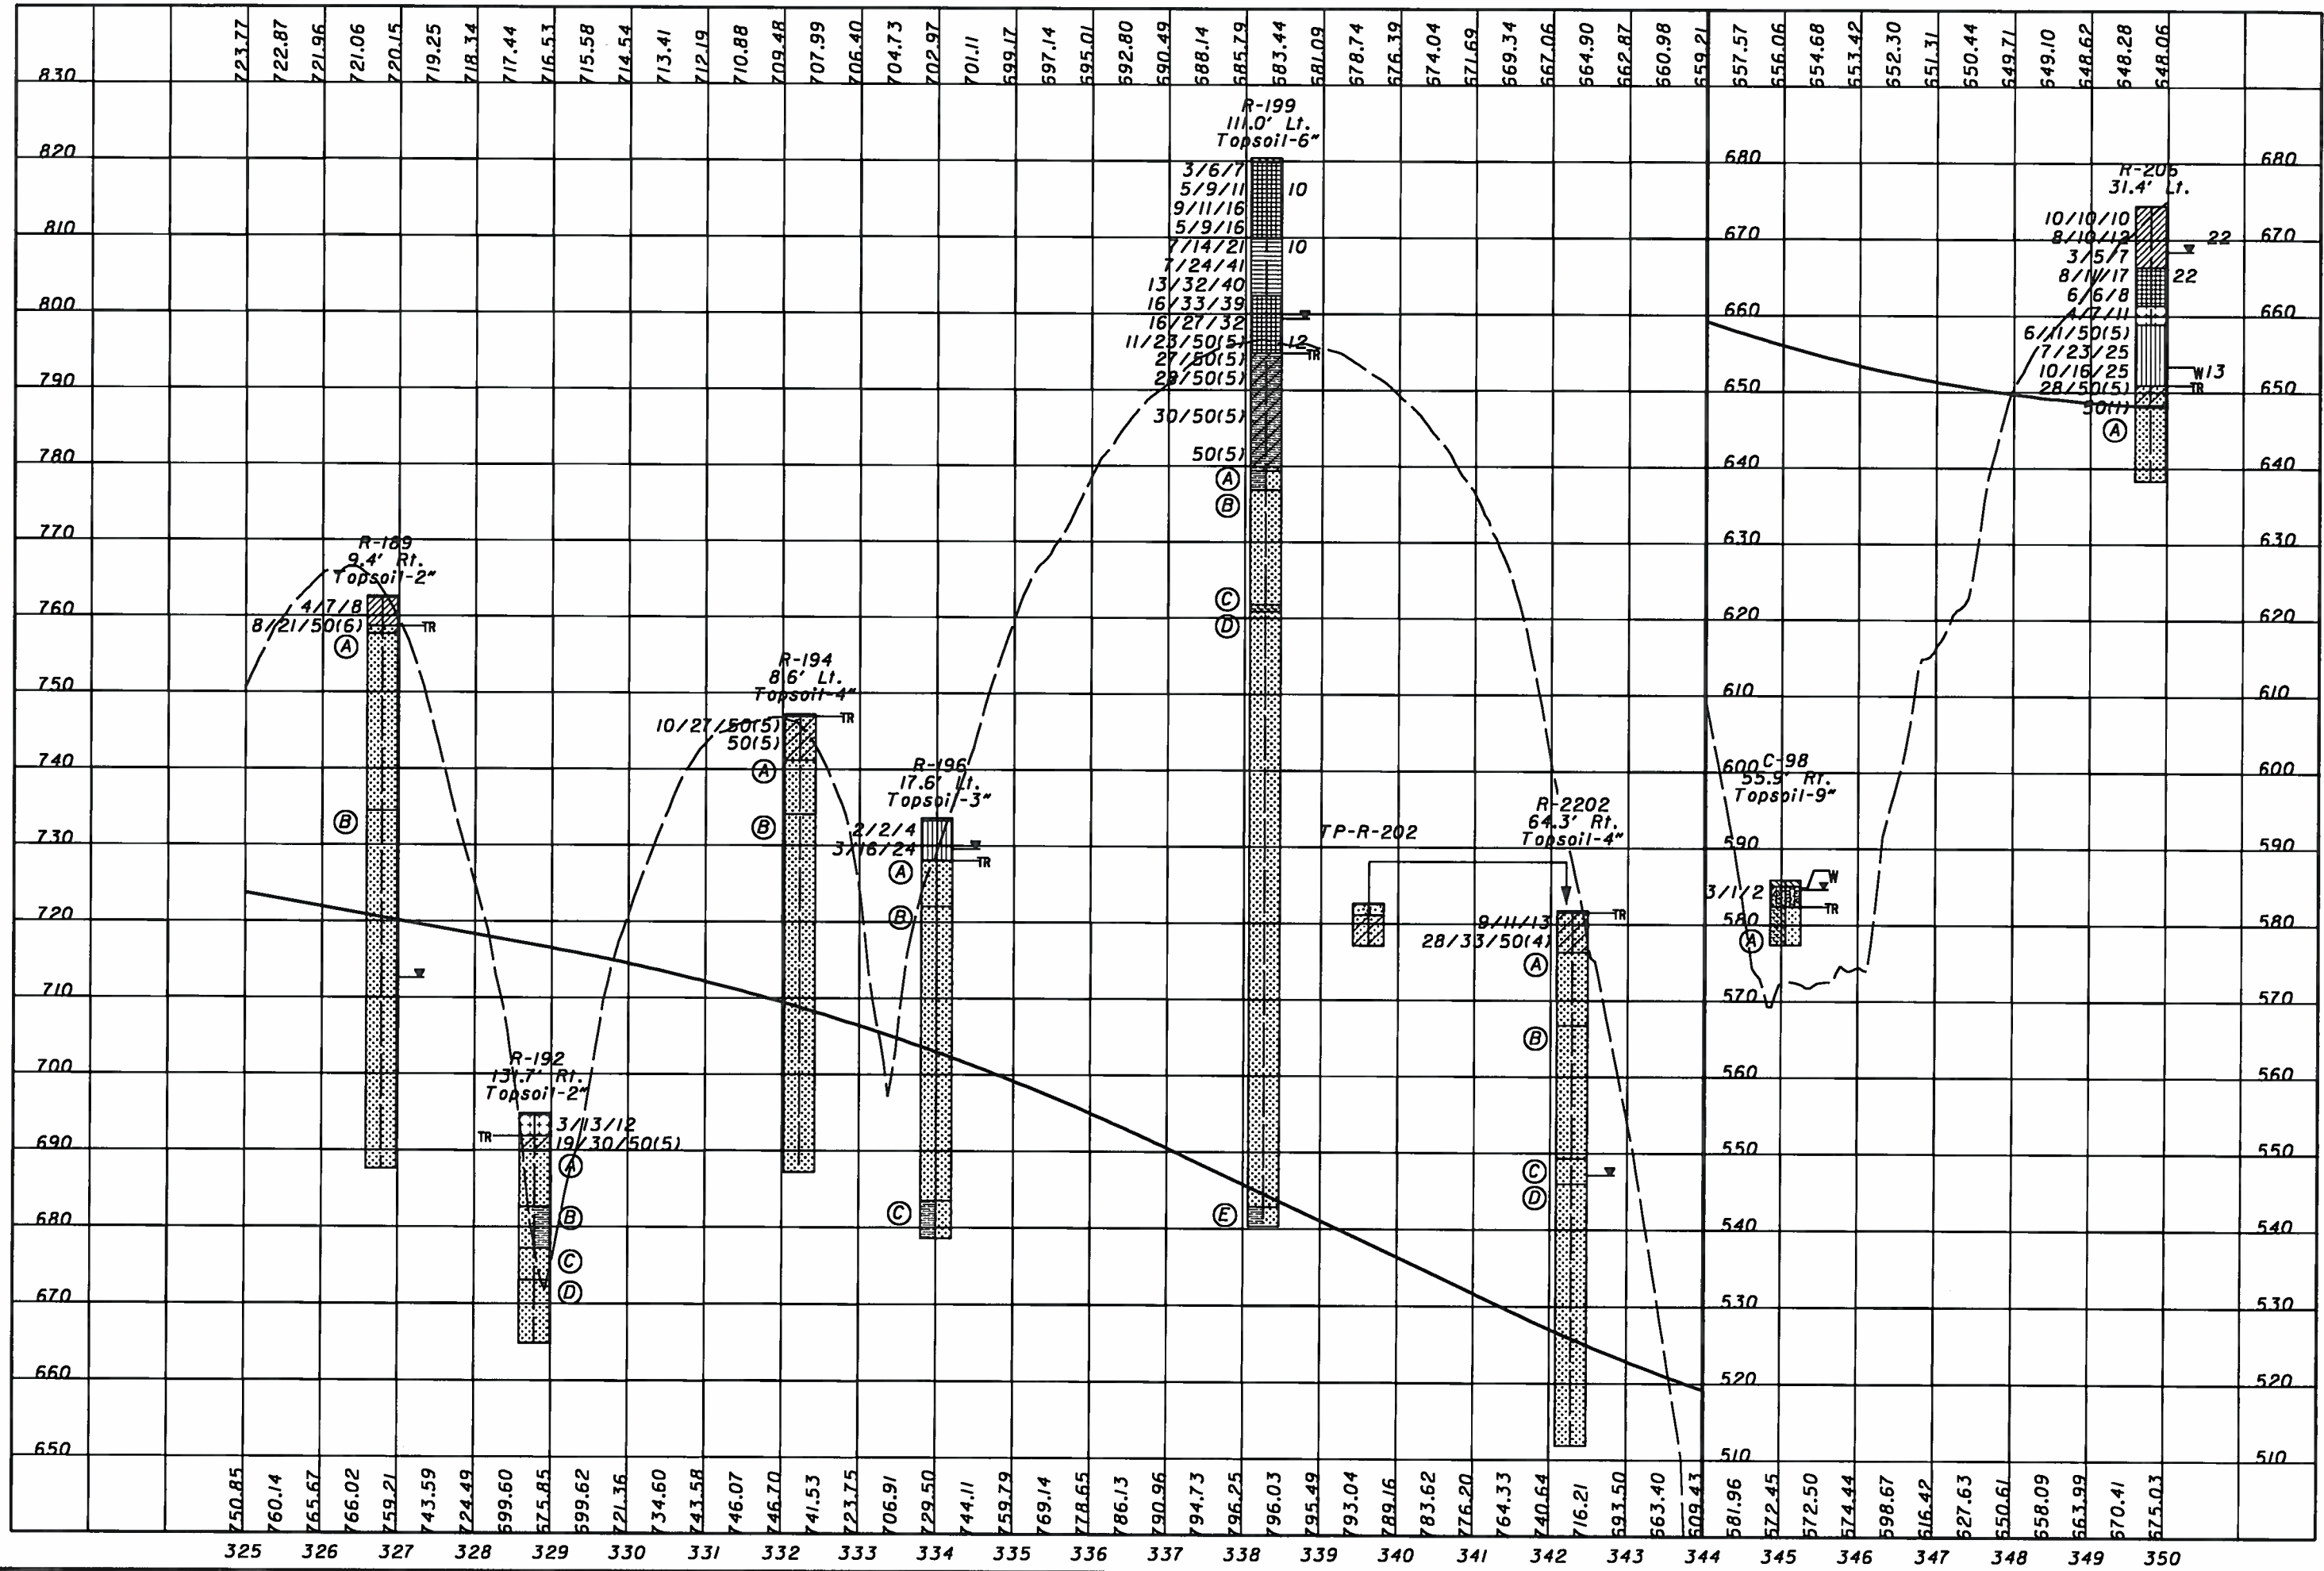 723.77 722.87 721.96 721.06 720.15 719.25 718.34 717.44 716.53 715.58 714.54 713.41 712.19 710.88 709.48 707.99 706.40 704.73 702.97 701.11 699.17 697.14 695.01 692.80 690.49 688.14 685.79 683.44 681.09 678.74 676.39 674.04 671.69 669.34 667.06 664.90 662.87 660.98 659.21 657.57 656.06 654.68 653.42 652.30 651.31 650.44 649.71 649.10 648.62 648.28 648.06
830
820
810
800
790
780
770
760
750
740
730
720
710
700
690
680
670
660
650
R-189
9.4' Rt.
Topsoil-2"
4/7/8
8/21/50(6)
TR
A
B
R-192
131.7' Rt.
Topsoil-2"
3/13/12
TR
19/30/50(5)
A
B
C
D
R-194
8.6' Lt.
Topsoil-4"
TR
10/27/50(5)
50(5)
A
B
R-196
17.6' Lt.
Topsoil-3"
2/2/4
3/16/24
TR
A
B
C
R-199
111.0' Lt.
Topsoil-6"
3/6/7
5/9/11 10
9/11/16
5/9/16
7/14/21 10
7/24/41
13/32/40
16/33/39
16/27/32
11/23/50(5) 12
TR
27/50(5)
29/50(5)
30/50(5)
50(5)
A
B
C
D
E
TP-R-202
R-2202
64.3' Rt.
Topsoil-4"
TR
9/11/13
28/33/50(4)
A
B
C
D
680
670
660
650
640
630
620
610
600
590
580
570
560
550
540
530
520
510
C-98
55.9' Rt.
Topsoil-9"
W
3/1/2
TR
A
R-205
31.4' Lt.
10/10/10
8/10/12 22
3/5/7
8/11/17 22
6/6/8
4/7/11
6/11/50(5)
7/23/25
10/16/25 W 13
28/50(5) TR
50(1)
A
680
670
660
650
640
630
620
610
600
590
580
570
560
550
540
530
520
510
750.85 760.14 765.67 766.02 759.21 743.59 724.49 699.60 675.85 699.62 721.36 734.60 743.58 746.07 746.70 741.53 723.75 706.91 729.50 744.11 759.79 769.14 778.65 786.13 790.96 794.73 796.25 796.03 795.49 793.04 789.16 783.62 776.20 764.33 740.64 716.21 693.50 663.40 609.43 581.96 572.45 572.50 574.44 598.67 616.42 627.63 650.61 658.09 663.99 670.41 675.03
325 326 327 328 329 330 331 332 333 334 335 336 337 338 339 340 341 342 343 344 345 346 347 348 349 350